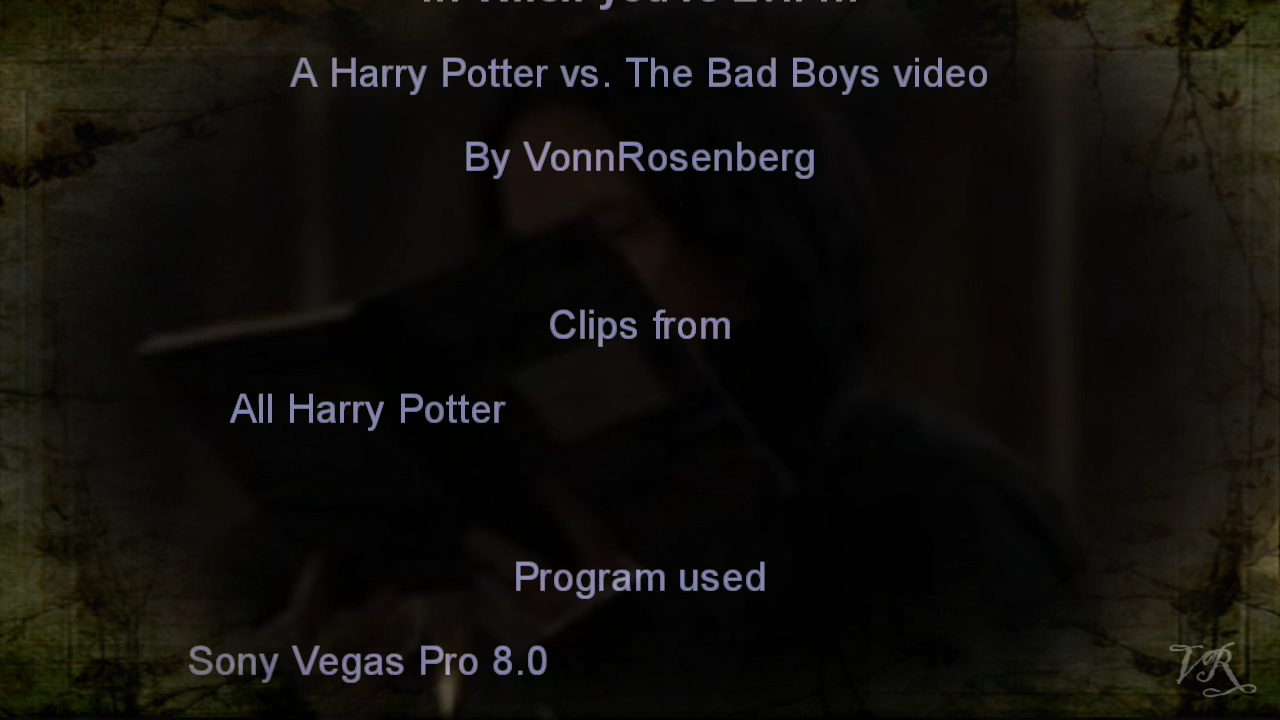 A Harry Potter vs. The Bad Boys video
By VonnRosenberg
Clips from
All Harry Potter
Program used
Sony Vegas Pro 8.0
VR